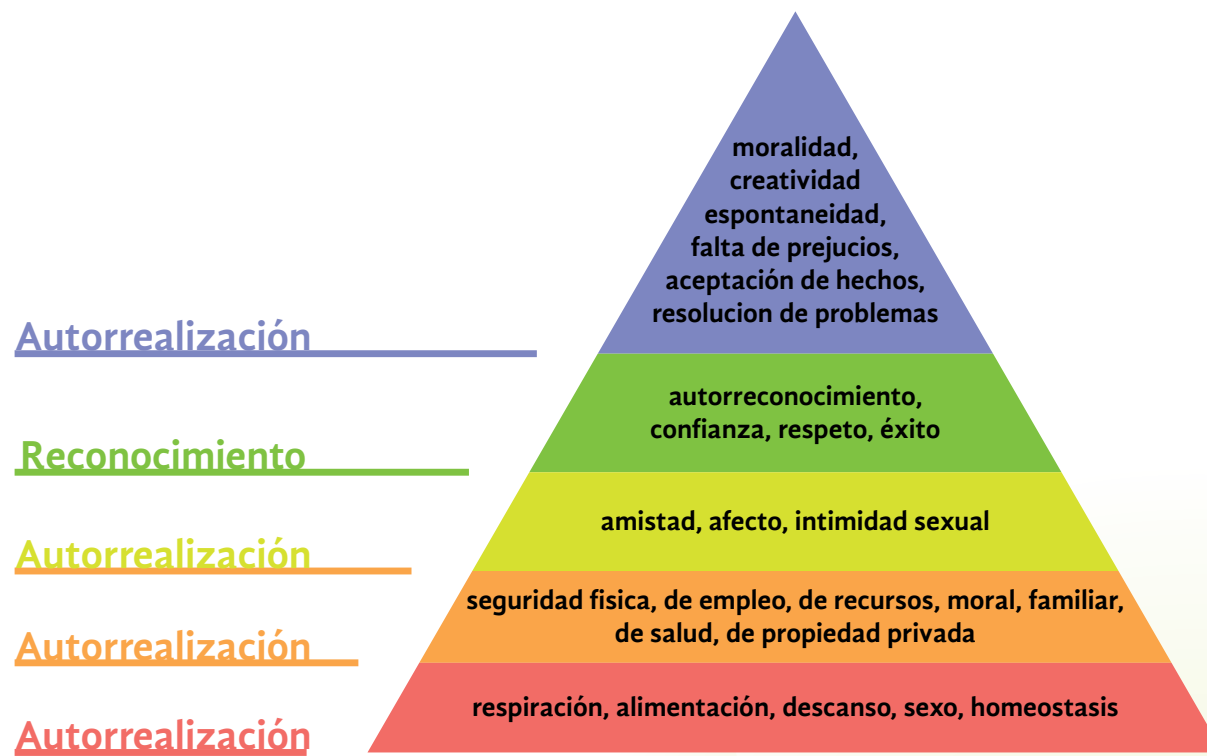 moralidad,
creatividad
espontaneidad,
falta de prejucios,
aceptación de hechos,
resolucion de problemas
Autorrealización
autorreconocimiento,
confianza, respeto, éxito
Reconocimiento
amistad, afecto, intimidad sexual
Autorrealización
seguridad fisica, de empleo, de recursos, moral, familiar,
de salud, de propiedad privada
Autorrealización
respiración, alimentación, descanso, sexo, homeostasis
Autorrealización